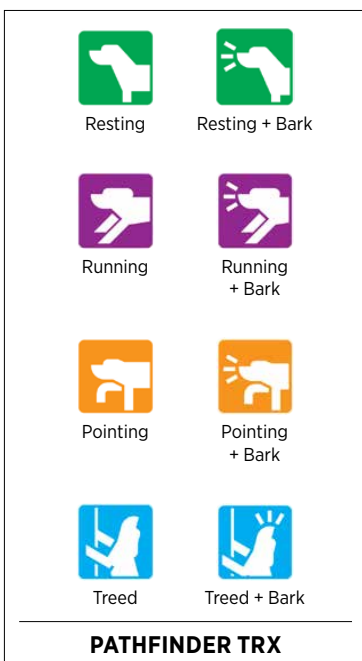 Resting Resting + Bark
Running Running
+ Bark
Pointing Pointing
+ Bark
Treed Treed + Bark
PATHFINDER TRX